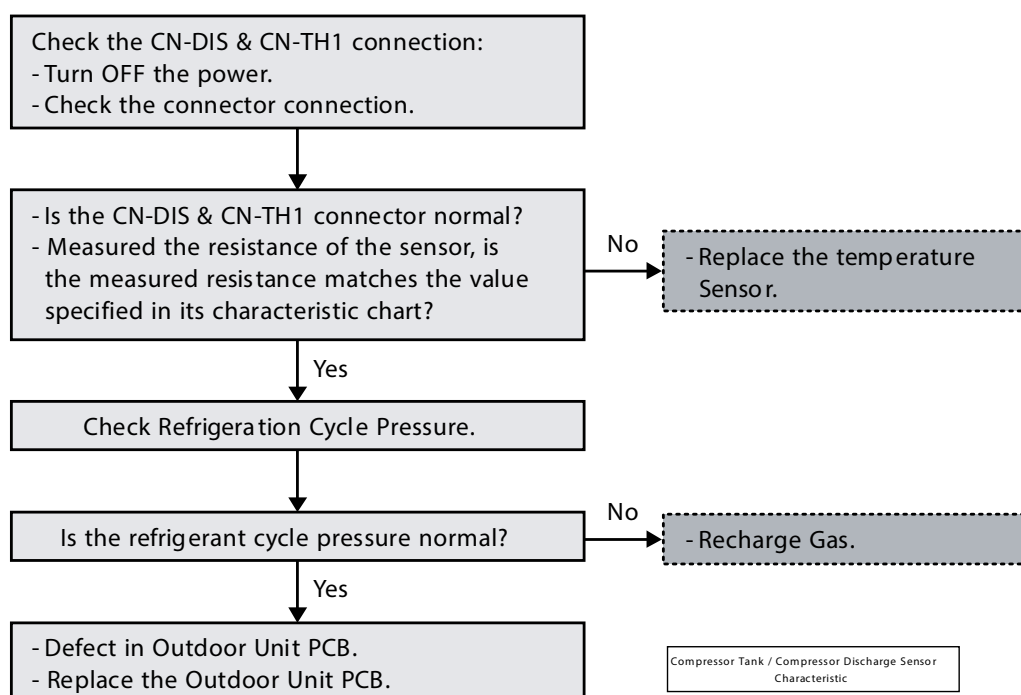 Check the CN-DIS & CN-TH1 connection:
- Turn OFF the power.
- Check the connector connection.
- Is the CN-DIS & CN-TH1 connector normal?
- Measured the resistance of the sensor, is
the measured resistance matches the value
specified in its characteristic chart?
No
- Replace the temperature
Sensor.
Yes
Check Refrigeration Cycle Pressure.
Is the refrigerant cycle pressure normal?
No
- Recharge Gas.
Yes
- Defect in Outdoor Unit PCB.
- Replace the Outdoor Unit PCB.
Compressor Tank / Compressor Discharge Sensor
Characteristic